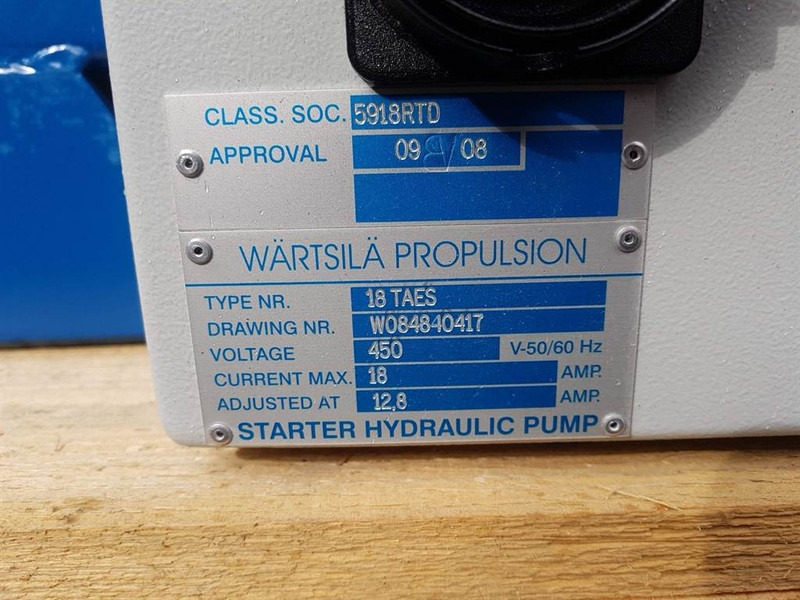 CLASS. SOC. 5918RTD
APPROVAL 09 08
WÄRTSILÄ PROPULSION
TYPE NR. 18 TAES
DRAWING NR. W084840417
VOLTAGE 450 V-50/60 Hz
CURRENT MAX. 18 AMP.
ADJUSTED AT 12,8 AMP.
STARTER HYDRAULIC PUMP